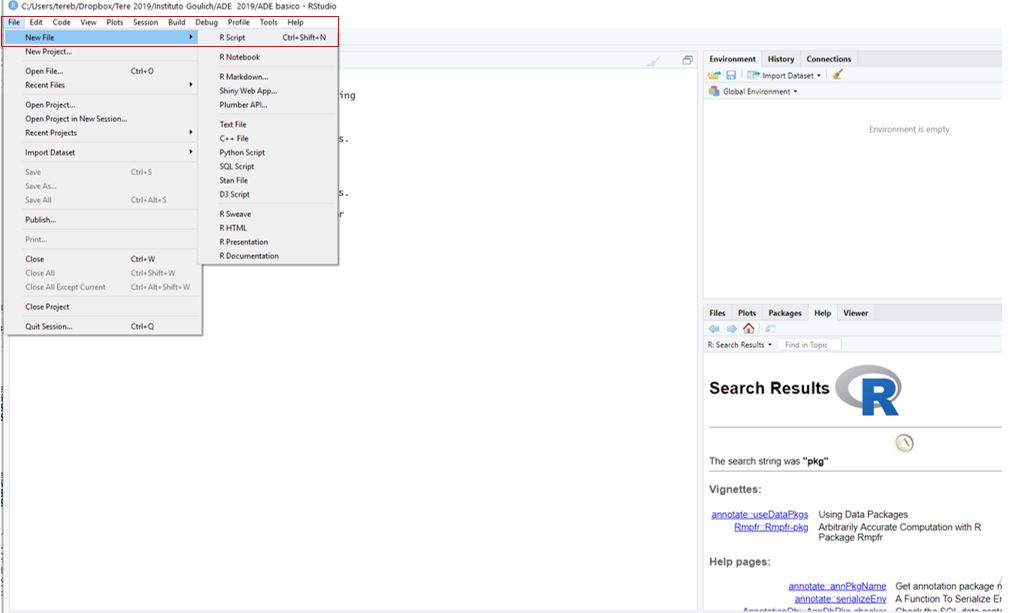 C:/Users/tereb/Dropbox/Tere 2019/Instituto Goulich/ADE  2019/ADE basico - RStudio
File Edit Code View Plots Session Build Debug Profile Tools Help
New File
New Project...
Open File... Ctrl+O
Recent Files
Open Project...
Open Project in New Session...
Recent Projects
Import Dataset
Save Ctrl+S
Save As...
Save All Ctrl+Alt+S
Publish...
Print...
Close Ctrl+W
Close All Ctrl+Shift+W
Close All Except Current Ctrl+Alt+Shift+W
Close Project
Quit Session... Ctrl+Q
R Script Ctrl+Shift+N
R Notebook
R Markdown...
Shiny Web App...
Plumber API...
Text File
C++ File
Python Script
SQL Script
Stan File
D3 Script
R Sweave
R HTML
R Presentation
R Documentation
Environment History Connections
Import Dataset
Global Environment
Environment is empty
Files Plots Packages Help Viewer
R: Search Results Find in Topic
Search Results R
The search string was "pkg"
Vignettes:
annotate::useDataPkgs Using Data Packages
Rmpfr::Rmpfr-pkg Arbitrarily Accurate Computation with R
Package Rmpfr
Help pages:
annotate::annPkgName Get annotation package
annotate::serializeEnv A Function To Serialize